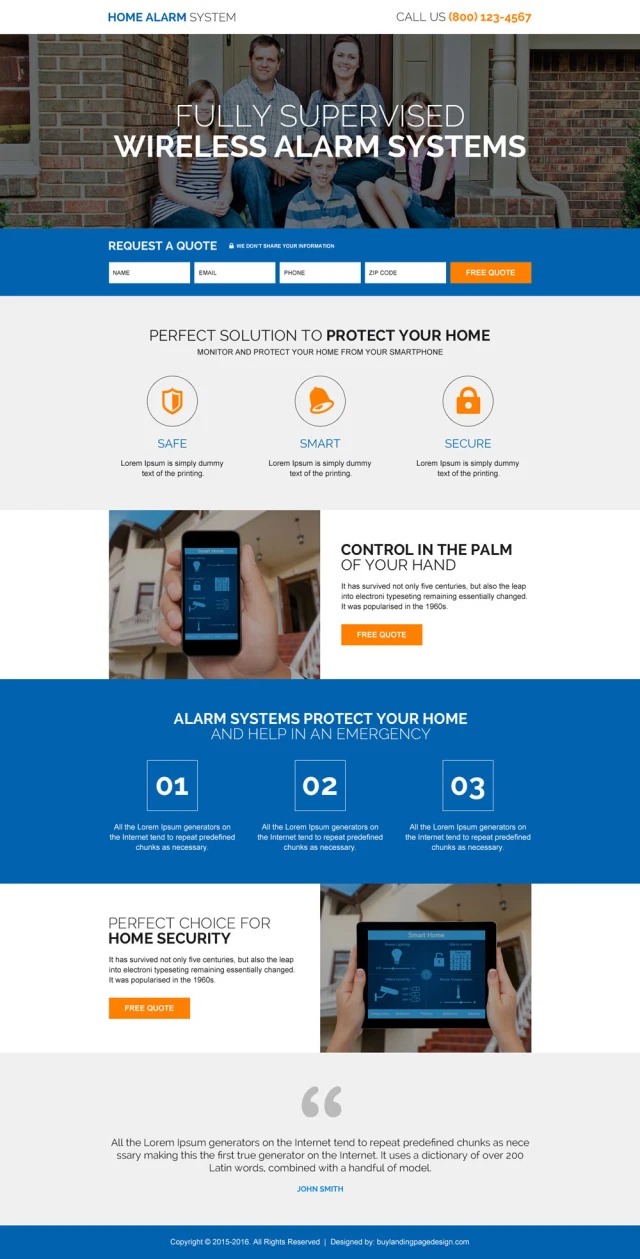 HOME ALARM SYSTEM
CALL US (800) 123-4567
FULLY SUPERVISED
WIRELESS ALARM SYSTEMS
REQUEST A QUOTE
WE DON'T SHARE YOUR INFORMATION
NAME
EMAIL
PHONE
ZIP CODE
FREE QUOTE
PERFECT SOLUTION TO PROTECT YOUR HOME
MONITOR AND PROTECT YOUR HOME FROM YOUR SMARTPHONE
SAFE
Lorem Ipsum is simply dummy
text of the printing.
SMART
Lorem Ipsum is simply dummy
text of the printing.
SECURE
Lorem Ipsum is simply dummy
text of the printing.
Smart Home
CONTROL IN THE PALM
OF YOUR HAND
It has survived not only five centuries, but also the leap
into electroni typeseting remaining essentially changed.
It was popularised in the 1960s.
FREE QUOTE
ALARM SYSTEMS PROTECT YOUR HOME
AND HELP IN AN EMERGENCY
01
All the Lorem Ipsum generators on
the Internet tend to repeat predefined
chunks as necessary.
02
All the Lorem Ipsum generators on
the Internet tend to repeat predefined
chunks as necessary.
03
All the Lorem Ipsum generators on
the Internet tend to repeat predefined
chunks as necessary.
PERFECT CHOICE FOR
HOME SECURITY
It has survived not only five centuries, but also the leap
into electroni typeseting remaining essentially changed.
It was popularised in the 1960s.
FREE QUOTE
Smart Home
All the Lorem Ipsum generators on the Internet tend to repeat predefined chunks as nece
ssary making this the first true generator on the Internet. It uses a dictionary of over 200
Latin words, combined with a handful of model.
JOHN SMITH
Copyright © 2015-2016. All Rights Reserved | Designed by: buylandingpagedesign.com